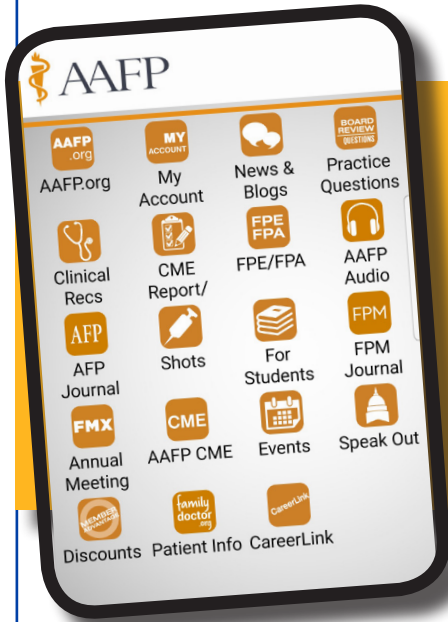 AAFP
AAFP
.org
MY
ACCOUNT
BOARD
REVIEW
QUESTIONS
AAFP.org
My
Account
News &
Blogs
Practice
Questions
FPE
FPA
Clinical
Recs
CME
Report/
FPE/FPA
AAFP
Audio
AFP
FPM
AFP
Journal
Shots
For
Students
FPM
Journal
FMX
CME
Annual
Meeting
AAFP CME
Events
Speak Out
MEMBER
ADVANTAGE
family
doctor
.org
CareerLink
Discounts
Patient Info
CareerLink